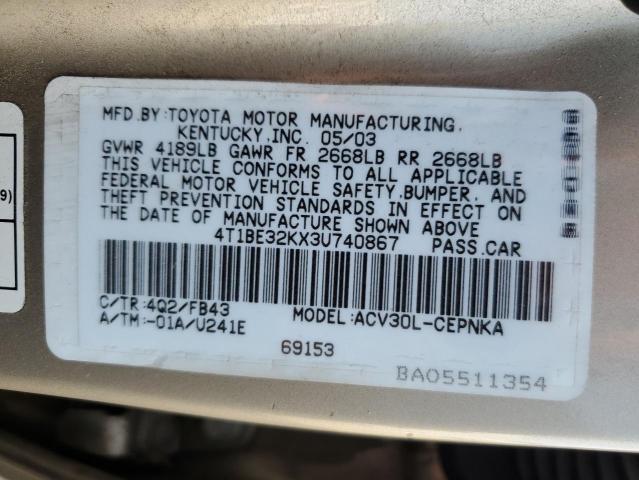 MFD.BY:TOYOTA MOTOR MANUFACTURING,
KENTUCKY,INC. 05/03
GVWR 4189LB GAWR FR 2668LB RR 2668LB
THIS VEHICLE CONFORMS TO ALL APPLICABLE
FEDERAL MOTOR VEHICLE SAFETY,BUMPER, AND
THEFT PREVENTION STANDARDS IN EFFECT ON
THE DATE OF MANUFACTURE SHOWN ABOVE
4T1BE32KX3U740867 PASS.CAR
C/TR:4Q2/FB43 MODEL:ACV30L-CEPNKA
A/TM:-01A/U241E
69153
BA05511354
9)